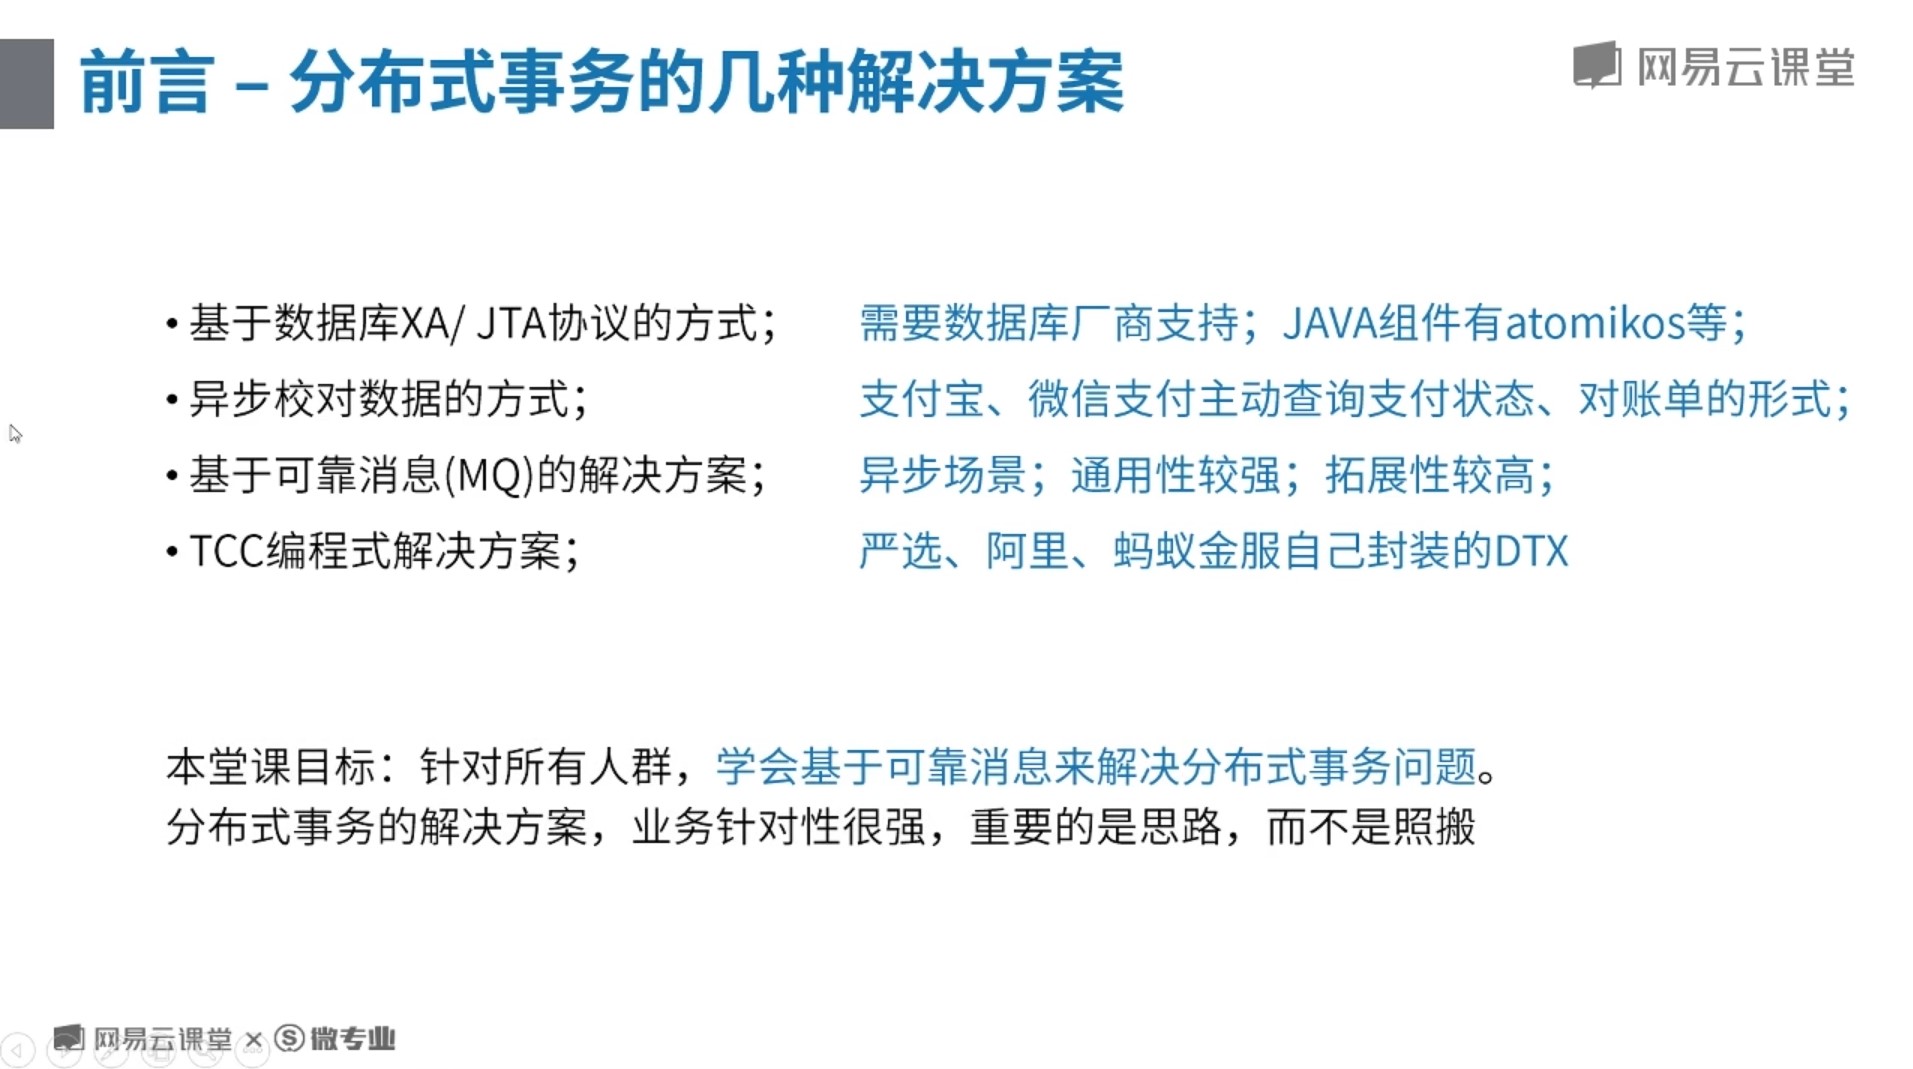 前言 – 分布式事务的几种解决方案
网易云课堂
• 基于数据库XA/ JTA协议的方式； 需要数据库厂商支持；JAVA组件有atomikos等；
• 异步校对数据的方式； 支付宝、微信支付主动查询支付状态、对账单的形式；
• 基于可靠消息(MQ)的解决方案； 异步场景；通用性较强；拓展性较高；
• TCC编程式解决方案； 严选、阿里、蚂蚁金服自己封装的DTX
本堂课目标：针对所有人群，学会基于可靠消息来解决分布式事务问题。
分布式事务的解决方案，业务针对性很强，重要的是思路，而不是照搬
网易云课堂 × Ⓢ 微专业